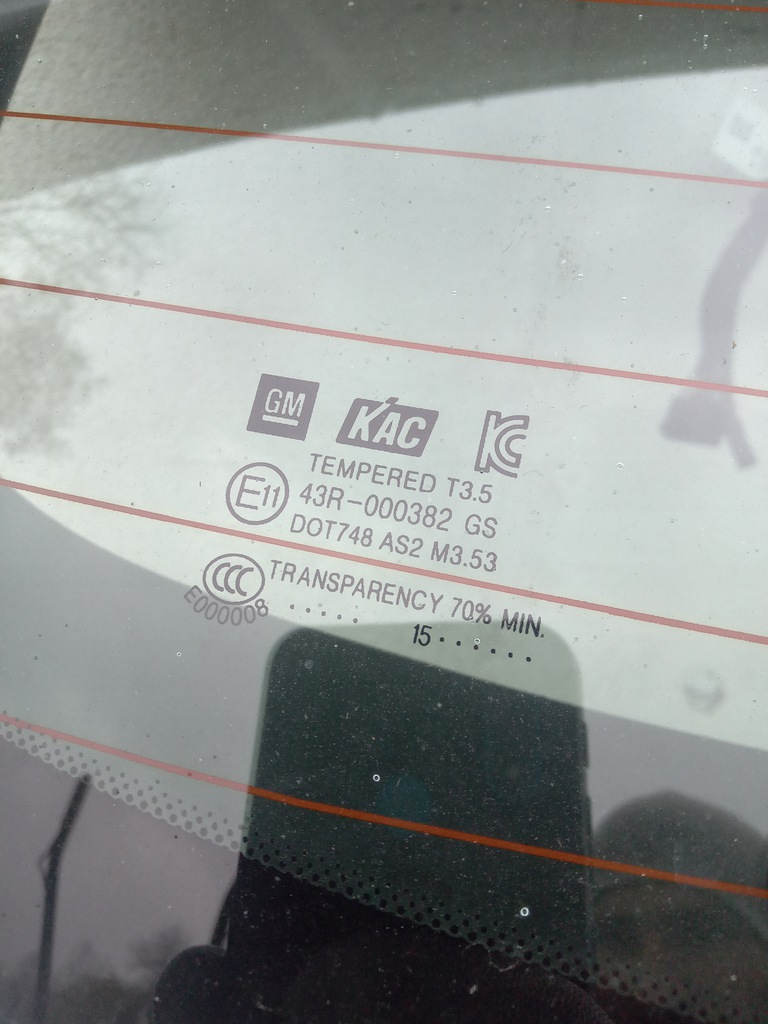 GM KAC KC
TEMPERED T3.5
E11 43R-000382 GS
DOT748 AS2 M3.53
CCC TRANSPARENCY 70% MIN.
E000008 .....
15.......